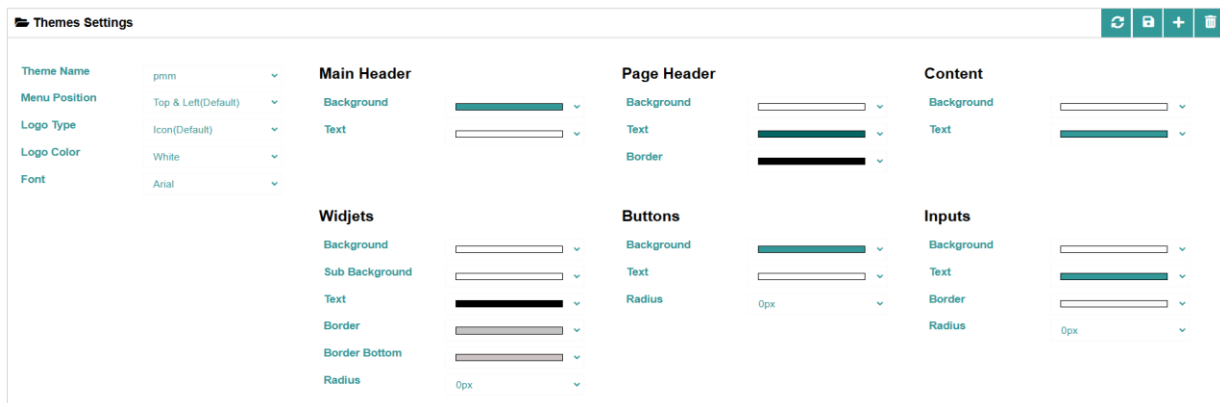 Themes Settings
Theme Name
pmm
Menu Position
Top & Left(Default)
Logo Type
Icon(Default)
Logo Color
White
Font
Arial
Main Header
Background
Text
Page Header
Background
Text
Border
Content
Background
Text
Widjets
Background
Sub Background
Text
Border
Border Bottom
Radius
0px
Buttons
Background
Text
Radius
0px
Inputs
Background
Text
Border
Radius
0px